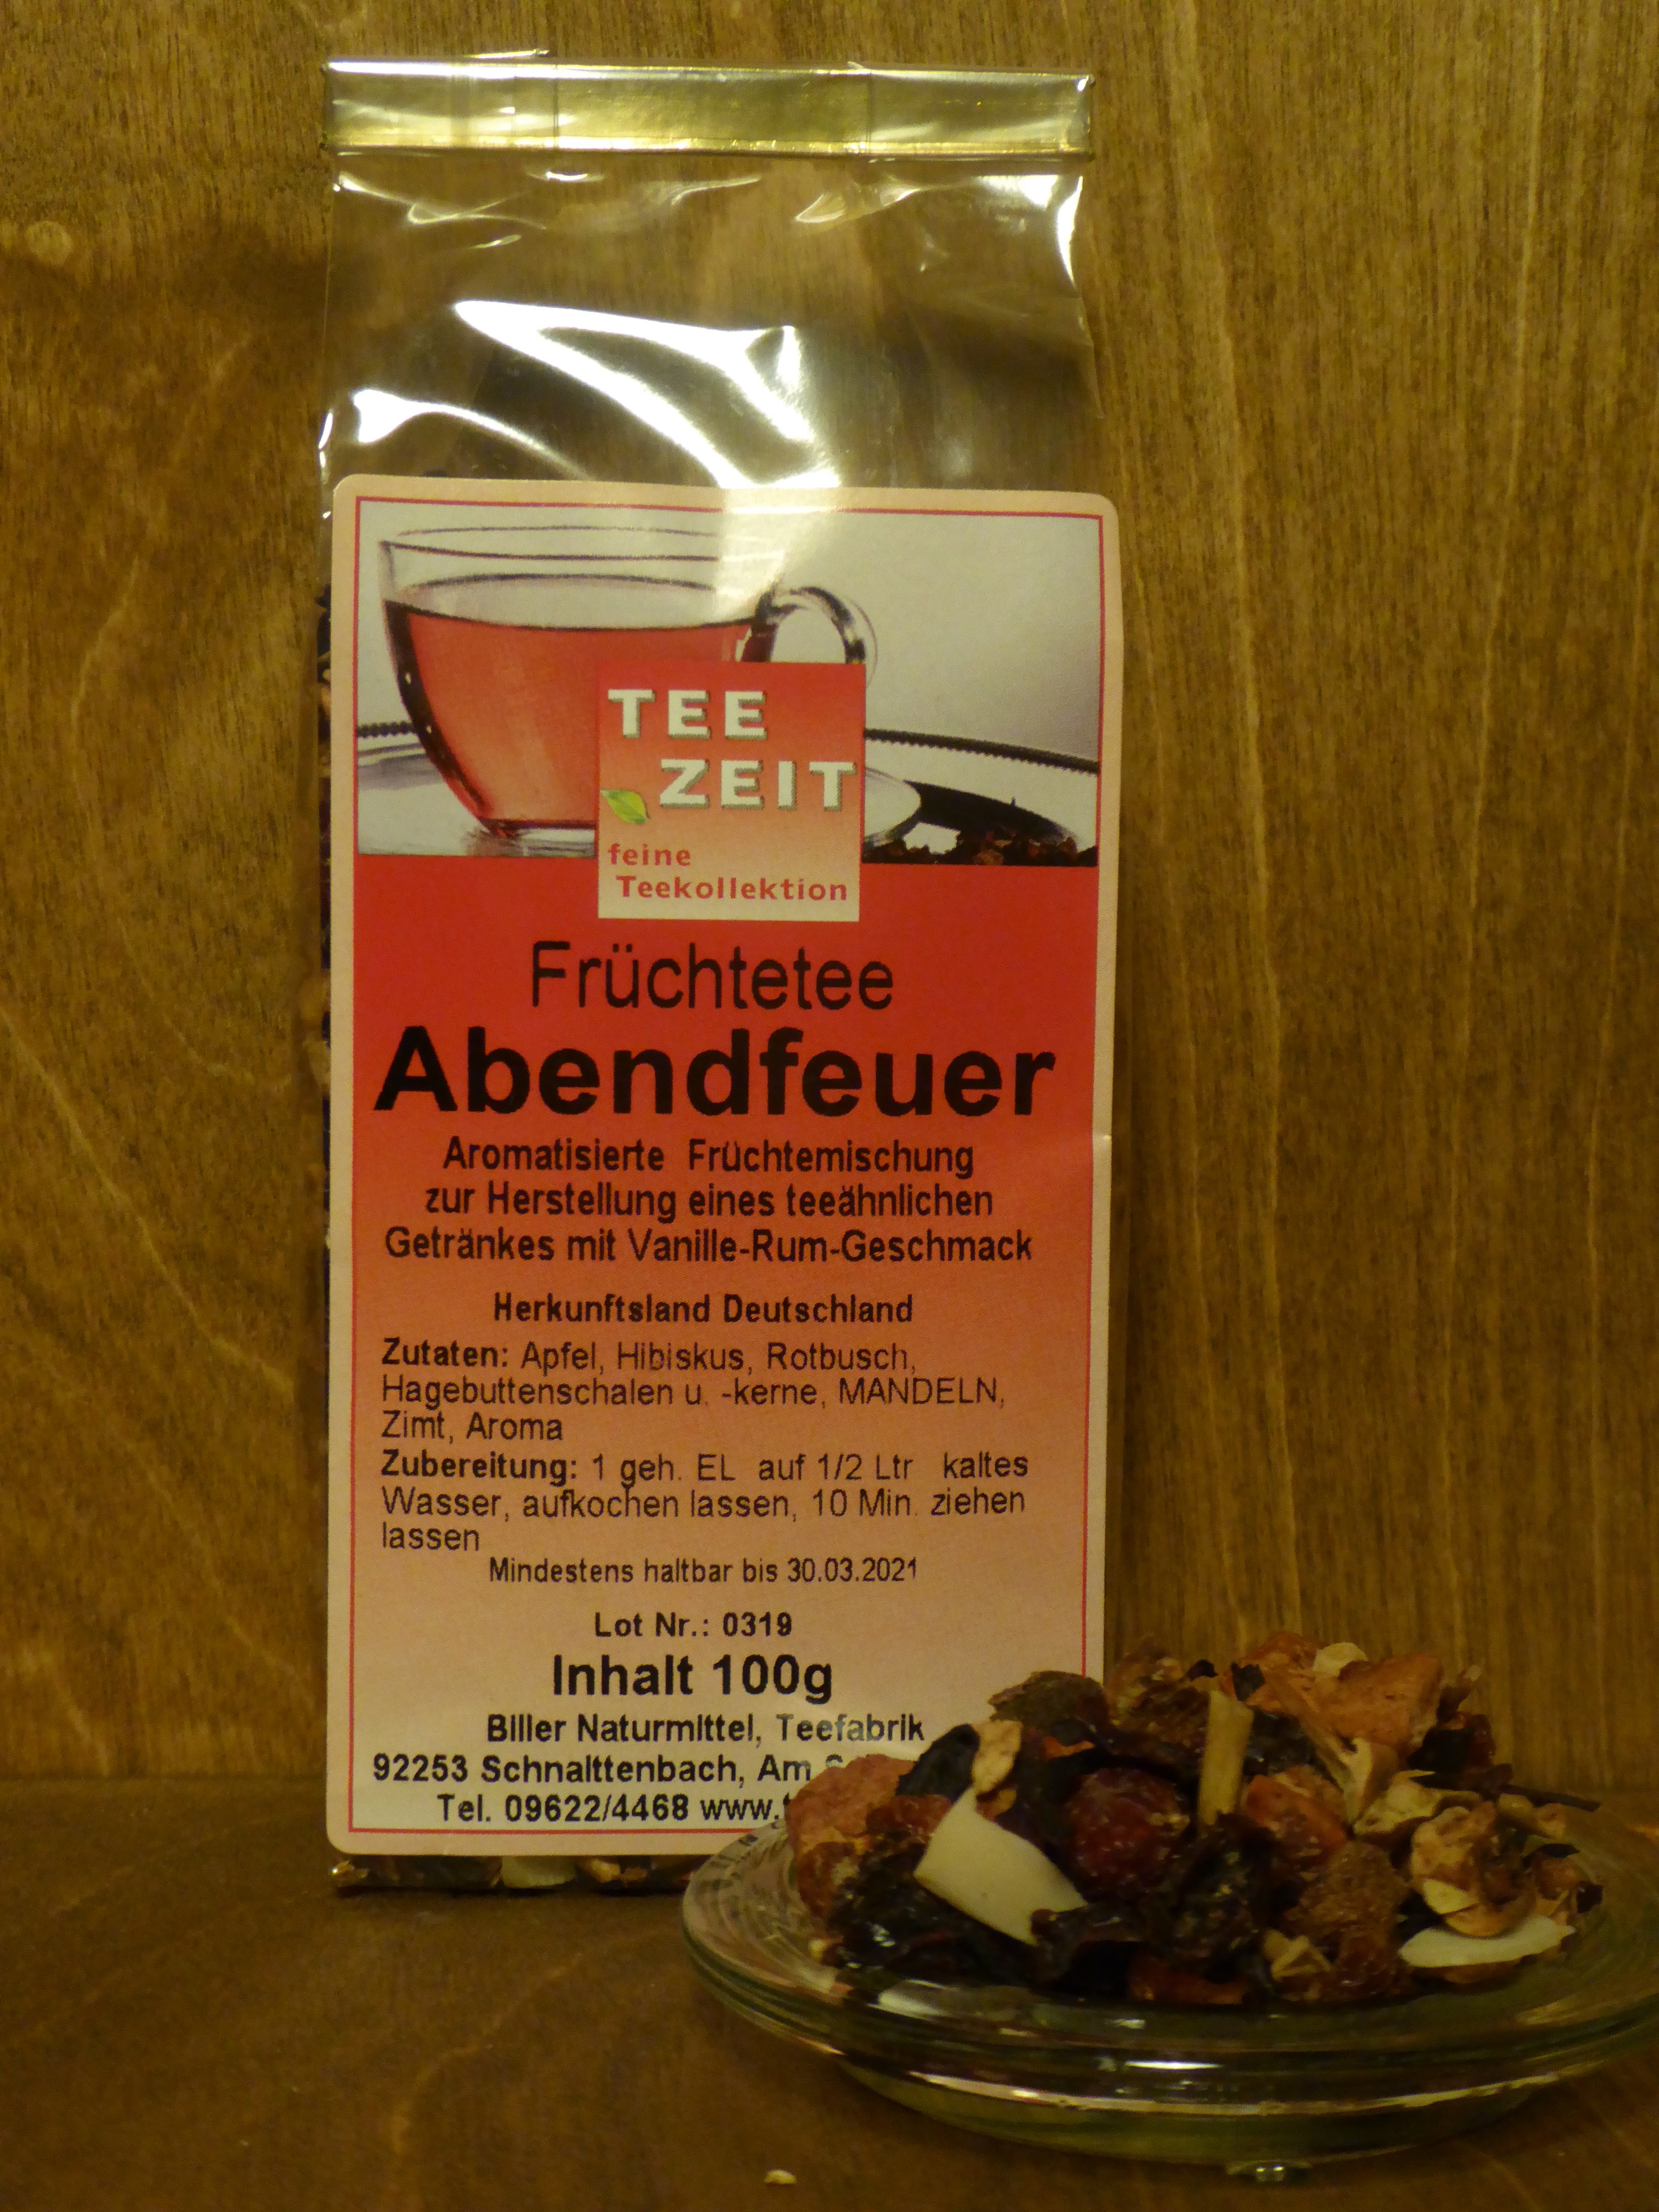 TEE
ZEIT
feine
Teekollektion
Früchtetee
Abendfeuer
Aromatisierte Früchtemischung
zur Herstellung eines teeähnlichen
Getränkes mit Vanille-Rum-Geschmack
Herkunftsland Deutschland
Zutaten: Apfel, Hibiskus, Rotbusch,
Hagebuttenschalen u. -kerne, MANDELN,
Zimt, Aroma
Zubereitung: 1 geh. EL auf 1/2 Ltr kaltes
Wasser, aufkochen lassen, 10 Min. ziehen
lassen
Mindestens haltbar bis 30.03.2021
Lot Nr.: 0319
Inhalt 100g
Biller Naturmittel, Teefabrik
92253 Schnaittenbach, Am
Tel. 09622/4468 www.